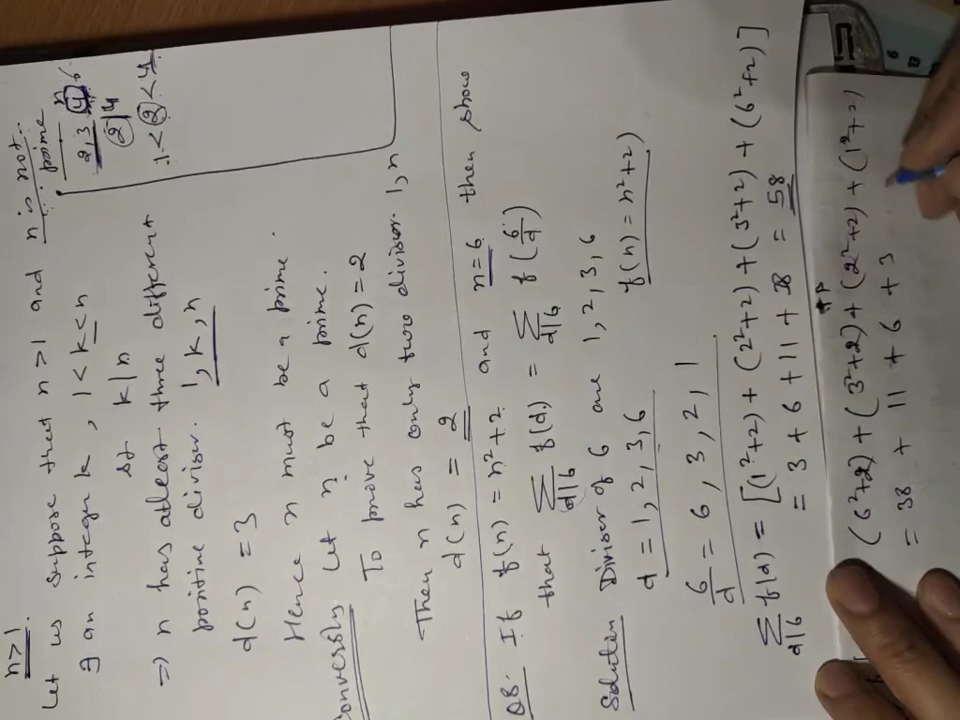 n>1.
Let us suppose that n>1 and n is not prime
∃ an integer k, 1<k<n
st k|n
⇒ n has atleast three different
positive divisor. 1, k, n
d(n) = 3
Hence n must be a prime.
Conversly Let n be a prime.
To prove that d(n) = 2
Then n has only two divisor 1, n
d(n) = 2
2,3 4
2|4
1<2<4
Q8. If f(n) = n²+2 and n=6 then show
that ∑d|6 f(d) = ∑d|6 f(6/d)
Solution Divisor of 6 are 1, 2, 3, 6
d = 1, 2, 3, 6 f(n) = n²+2
6/d = 6, 3, 2, 1
∑d|6 f(d) = [(1²+2) + (2²+2) + (3²+2) + (6²+2)]
= 3 + 6 + 11 + 38 = 58
(6²+2) + (3²+2) + (2²+2) + (1²+2)
= 38 + 11 + 6 + 3